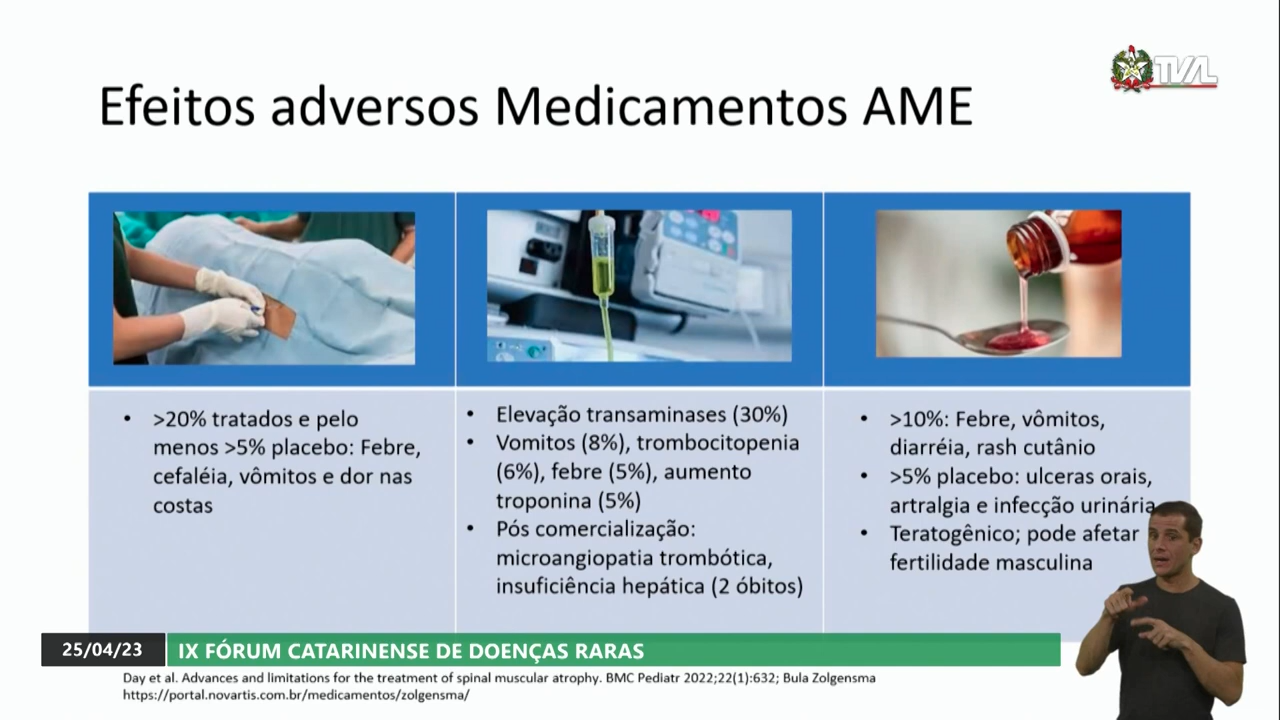 TVAL
Efeitos adversos Medicamentos AME
• >20% tratados e pelo
menos >5% placebo: Febre,
cefaléia, vômitos e dor nas
costas
• Elevação transaminases (30%)
• Vomitos (8%), trombocitopenia
(6%), febre (5%), aumento
troponina (5%)
• Pós comercialização:
microangiopatia trombótica,
insuficiência hepática (2 óbitos)
• >10%: Febre, vômitos,
diarréia, rash cutânio
• >5% placebo: ulceras orais,
artralgia e infecção urinária
• Teratogênico; pode afetar
fertilidade masculina
25/04/23
IX FÓRUM CATARINENSE DE DOENÇAS RARAS
Day et al. Advances and limitations for the treatment of spinal muscular atrophy. BMC Pediatr 2022;22(1):632; Bula Zolgensma
https://portal.novartis.com.br/medicamentos/zolgensma/